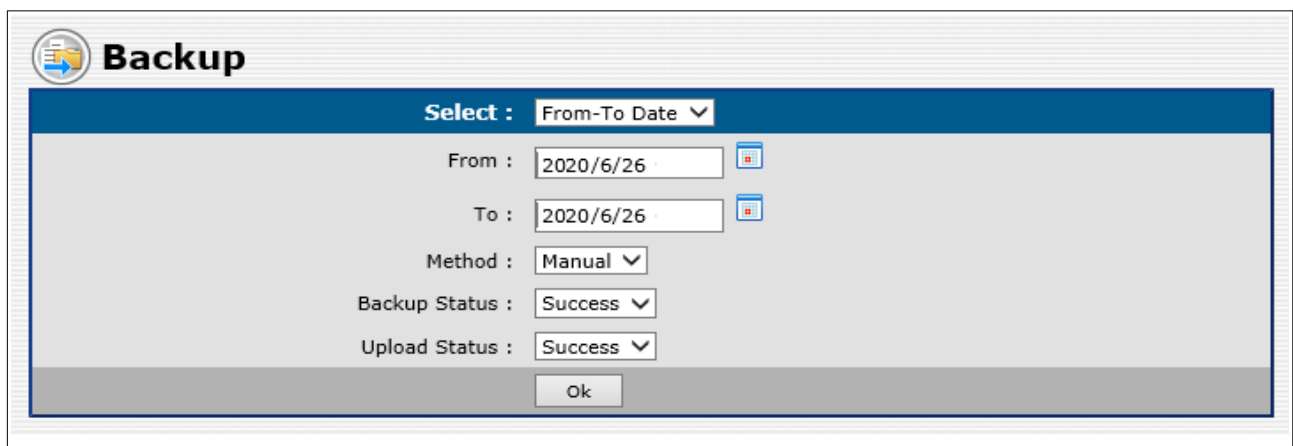 Backup
Select : From-To Date
From : 2020/6/26
To : 2020/6/26
Method : Manual
Backup Status : Success
Upload Status : Success
Ok